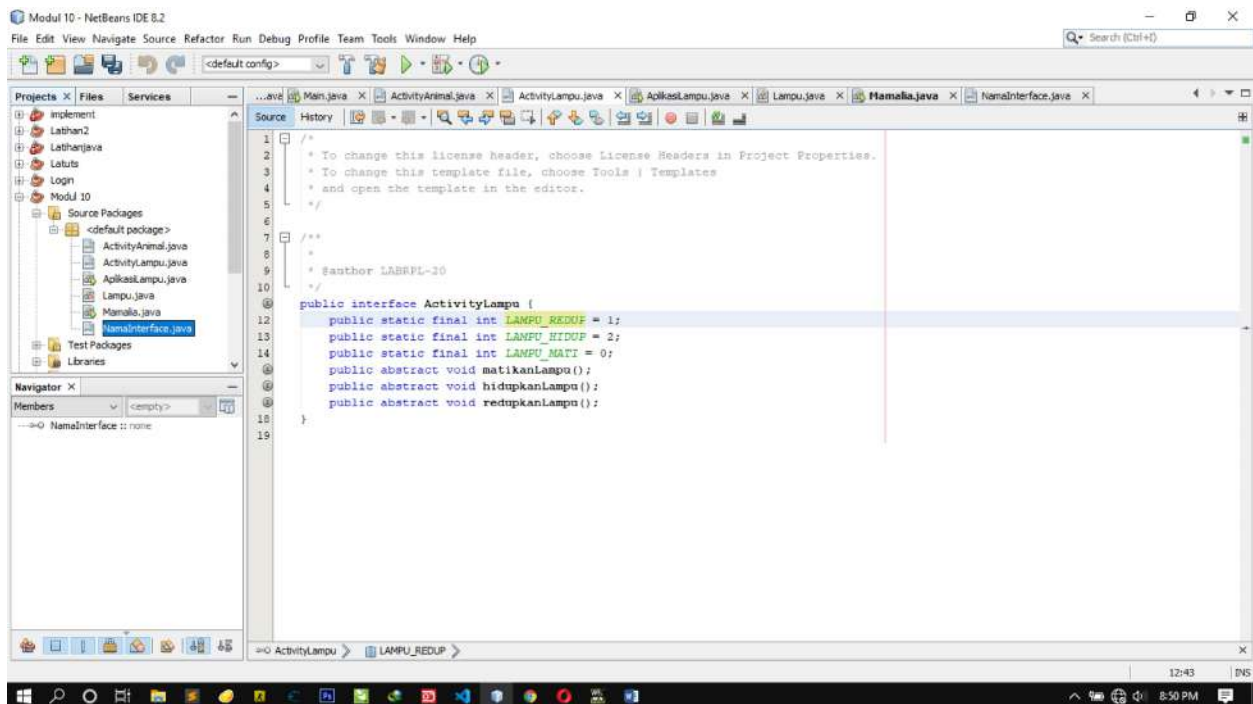 Modul 10 - NetBeans IDE 8.2
File Edit View Navigate Source Refactor Run Debug Profile Team Tools Window Help
Search (Ctrl+I)
<default config>
Projects Files Services
...ava Main.java ActivityAnimal.java ActivityLampu.java AplikasiLampu.java Lampu.java Mamalia.java NamaInterface.java
implement
Latihan2
Latihanjava
Latuts
Login
Modul 10
Source Packages
<default package>
ActivityAnimal.java
ActivityLampu.java
AplikasiLampu.java
Lampu.java
Mamalia.java
NamaInterface.java
Test Packages
Libraries
Navigator
Members <empty>
NamaInterface :: none
Source History
1 /*
2 * To change this license header, choose License Headers in Project Properties.
3 * To change this template file, choose Tools | Templates
4 * and open the template in the editor.
5 */
6
7 /**
8 *
9 * @author LABRPL-20
10 */
public interface ActivityLampu {
12 public static final int LAMPU_REDUP = 1;
13 public static final int LAMPU_HIDUP = 2;
14 public static final int LAMPU_MATI = 0;
public abstract void matikanLampu();
public abstract void hidupkanLampu();
public abstract void redupkanLampu();
18 }
19
ActivityLampu LAMPU_REDUP
12:43 INS
8:50 PM